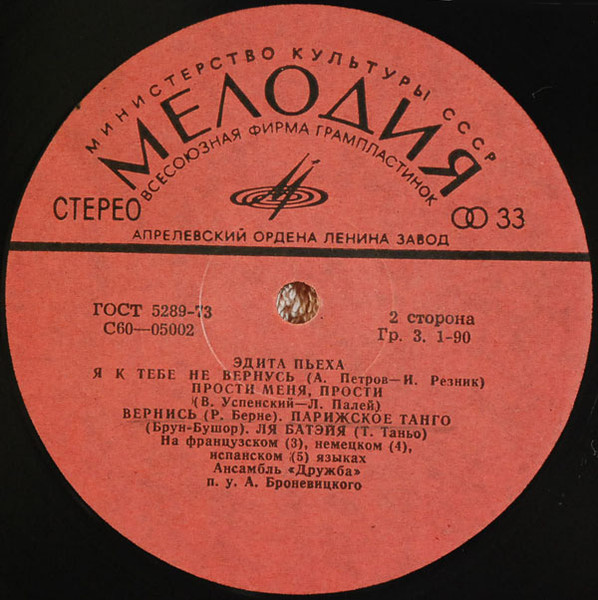 МИНИСТЕРСТВО КУЛЬТУРЫ СССР
МЕЛОДИЯ
ВСЕСОЮЗНАЯ ФИРМА ГРАМПЛАСТИНОК
СТЕРЕО
33
АПРЕЛЕВСКИЙ ОРДЕНА ЛЕНИНА ЗАВОД
ГОСТ 5289-73
С60—05002
2 сторона
Гр. 3. 1-90
ЭДИТА ПЬЕХА
Я К ТЕБЕ НЕ ВЕРНУСЬ (А. Петров—И. Резник)
ПРОСТИ МЕНЯ, ПРОСТИ
(В. Успенский—Л. Палей)
ВЕРНИСЬ (Р. Берне). ПАРИЖСКОЕ ТАНГО
(Брун-Бушор). ЛЯ БАТЭЙЯ (Т. Таньо)
На французском (3), немецком (4),
испанском (5) языках
Ансамбль «Дружба»
п. у. А. Броневицкого